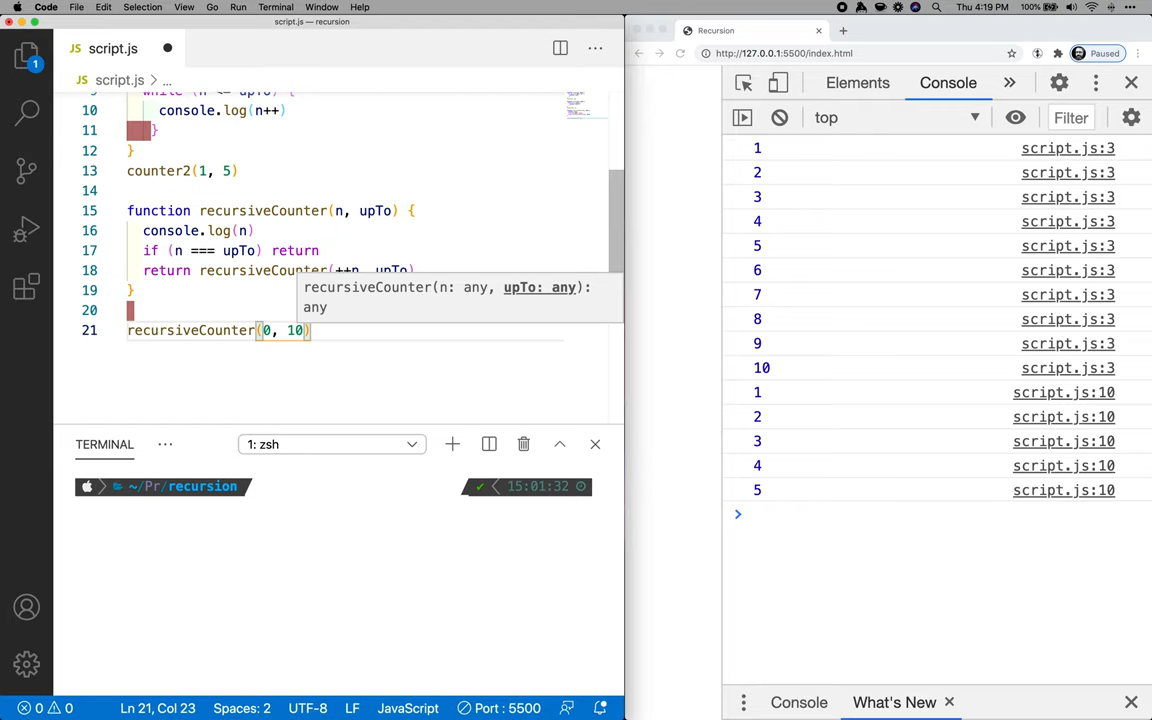 Code File Edit Selection View Go Run Terminal Window Help
100% Thu 4:19 PM
script.js — recursion
JS script.js
JS script.js > ...
1
while (n <= upTo) {
10 console.log(n++)
11 }
12 }
13 counter2(1, 5)
14
15 function recursiveCounter(n, upTo) {
16 console.log(n)
17 if (n === upTo) return
18 return recursiveCounter(++n, upTo)
19 }
20
21 recursiveCounter(0, 10)
recursiveCounter(n: any, upTo: any):
any
TERMINAL ...
1: zsh
~/Pr/recursion
15:01:32
0 0 Ln 21, Col 23 Spaces: 2 UTF-8 LF JavaScript Port : 5500
Recursion
http://127.0.0.1:5500/index.html
Paused
Elements Console
top
Filter
1 script.js:3
2 script.js:3
3 script.js:3
4 script.js:3
5 script.js:3
6 script.js:3
7 script.js:3
8 script.js:3
9 script.js:3
10 script.js:3
1 script.js:10
2 script.js:10
3 script.js:10
4 script.js:10
5 script.js:10
Console What's New